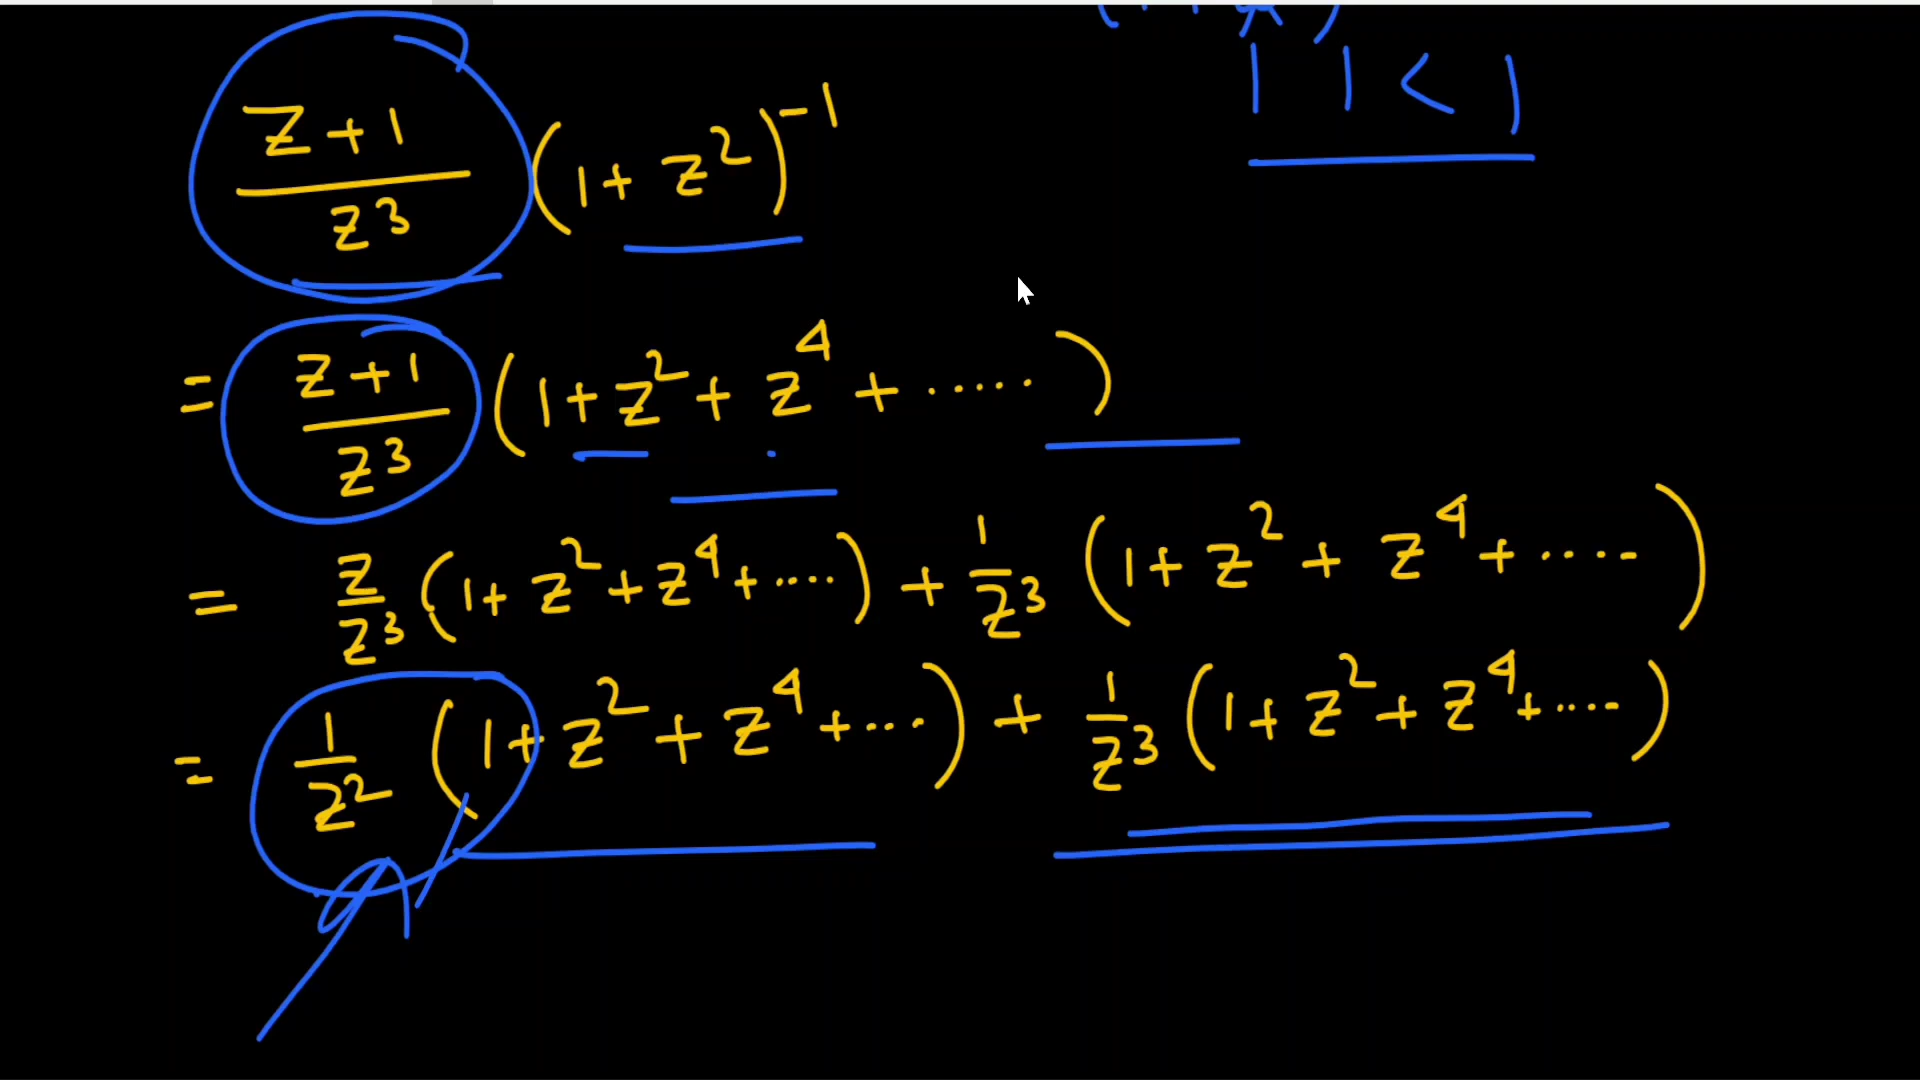 | | < 1
z+1/z³ (1+z²)⁻¹
= z+1/z³ (1+z²+z⁴+.....)
= z/z³ (1+z²+z⁴+....) + 1/z³ (1+z²+z⁴+....)
= 1/z² (1+z²+z⁴+...) + 1/z³ (1+z²+z⁴+....)